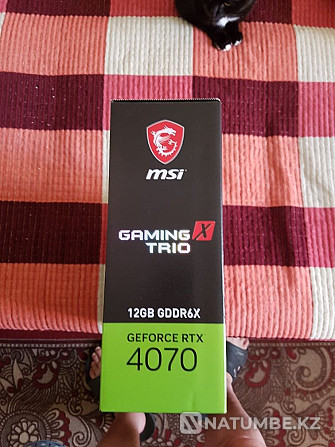 msi
GAMING X
TRIO
12GB GDDR6X
GEFORCE RTX
4070
NATUMBE.KZ